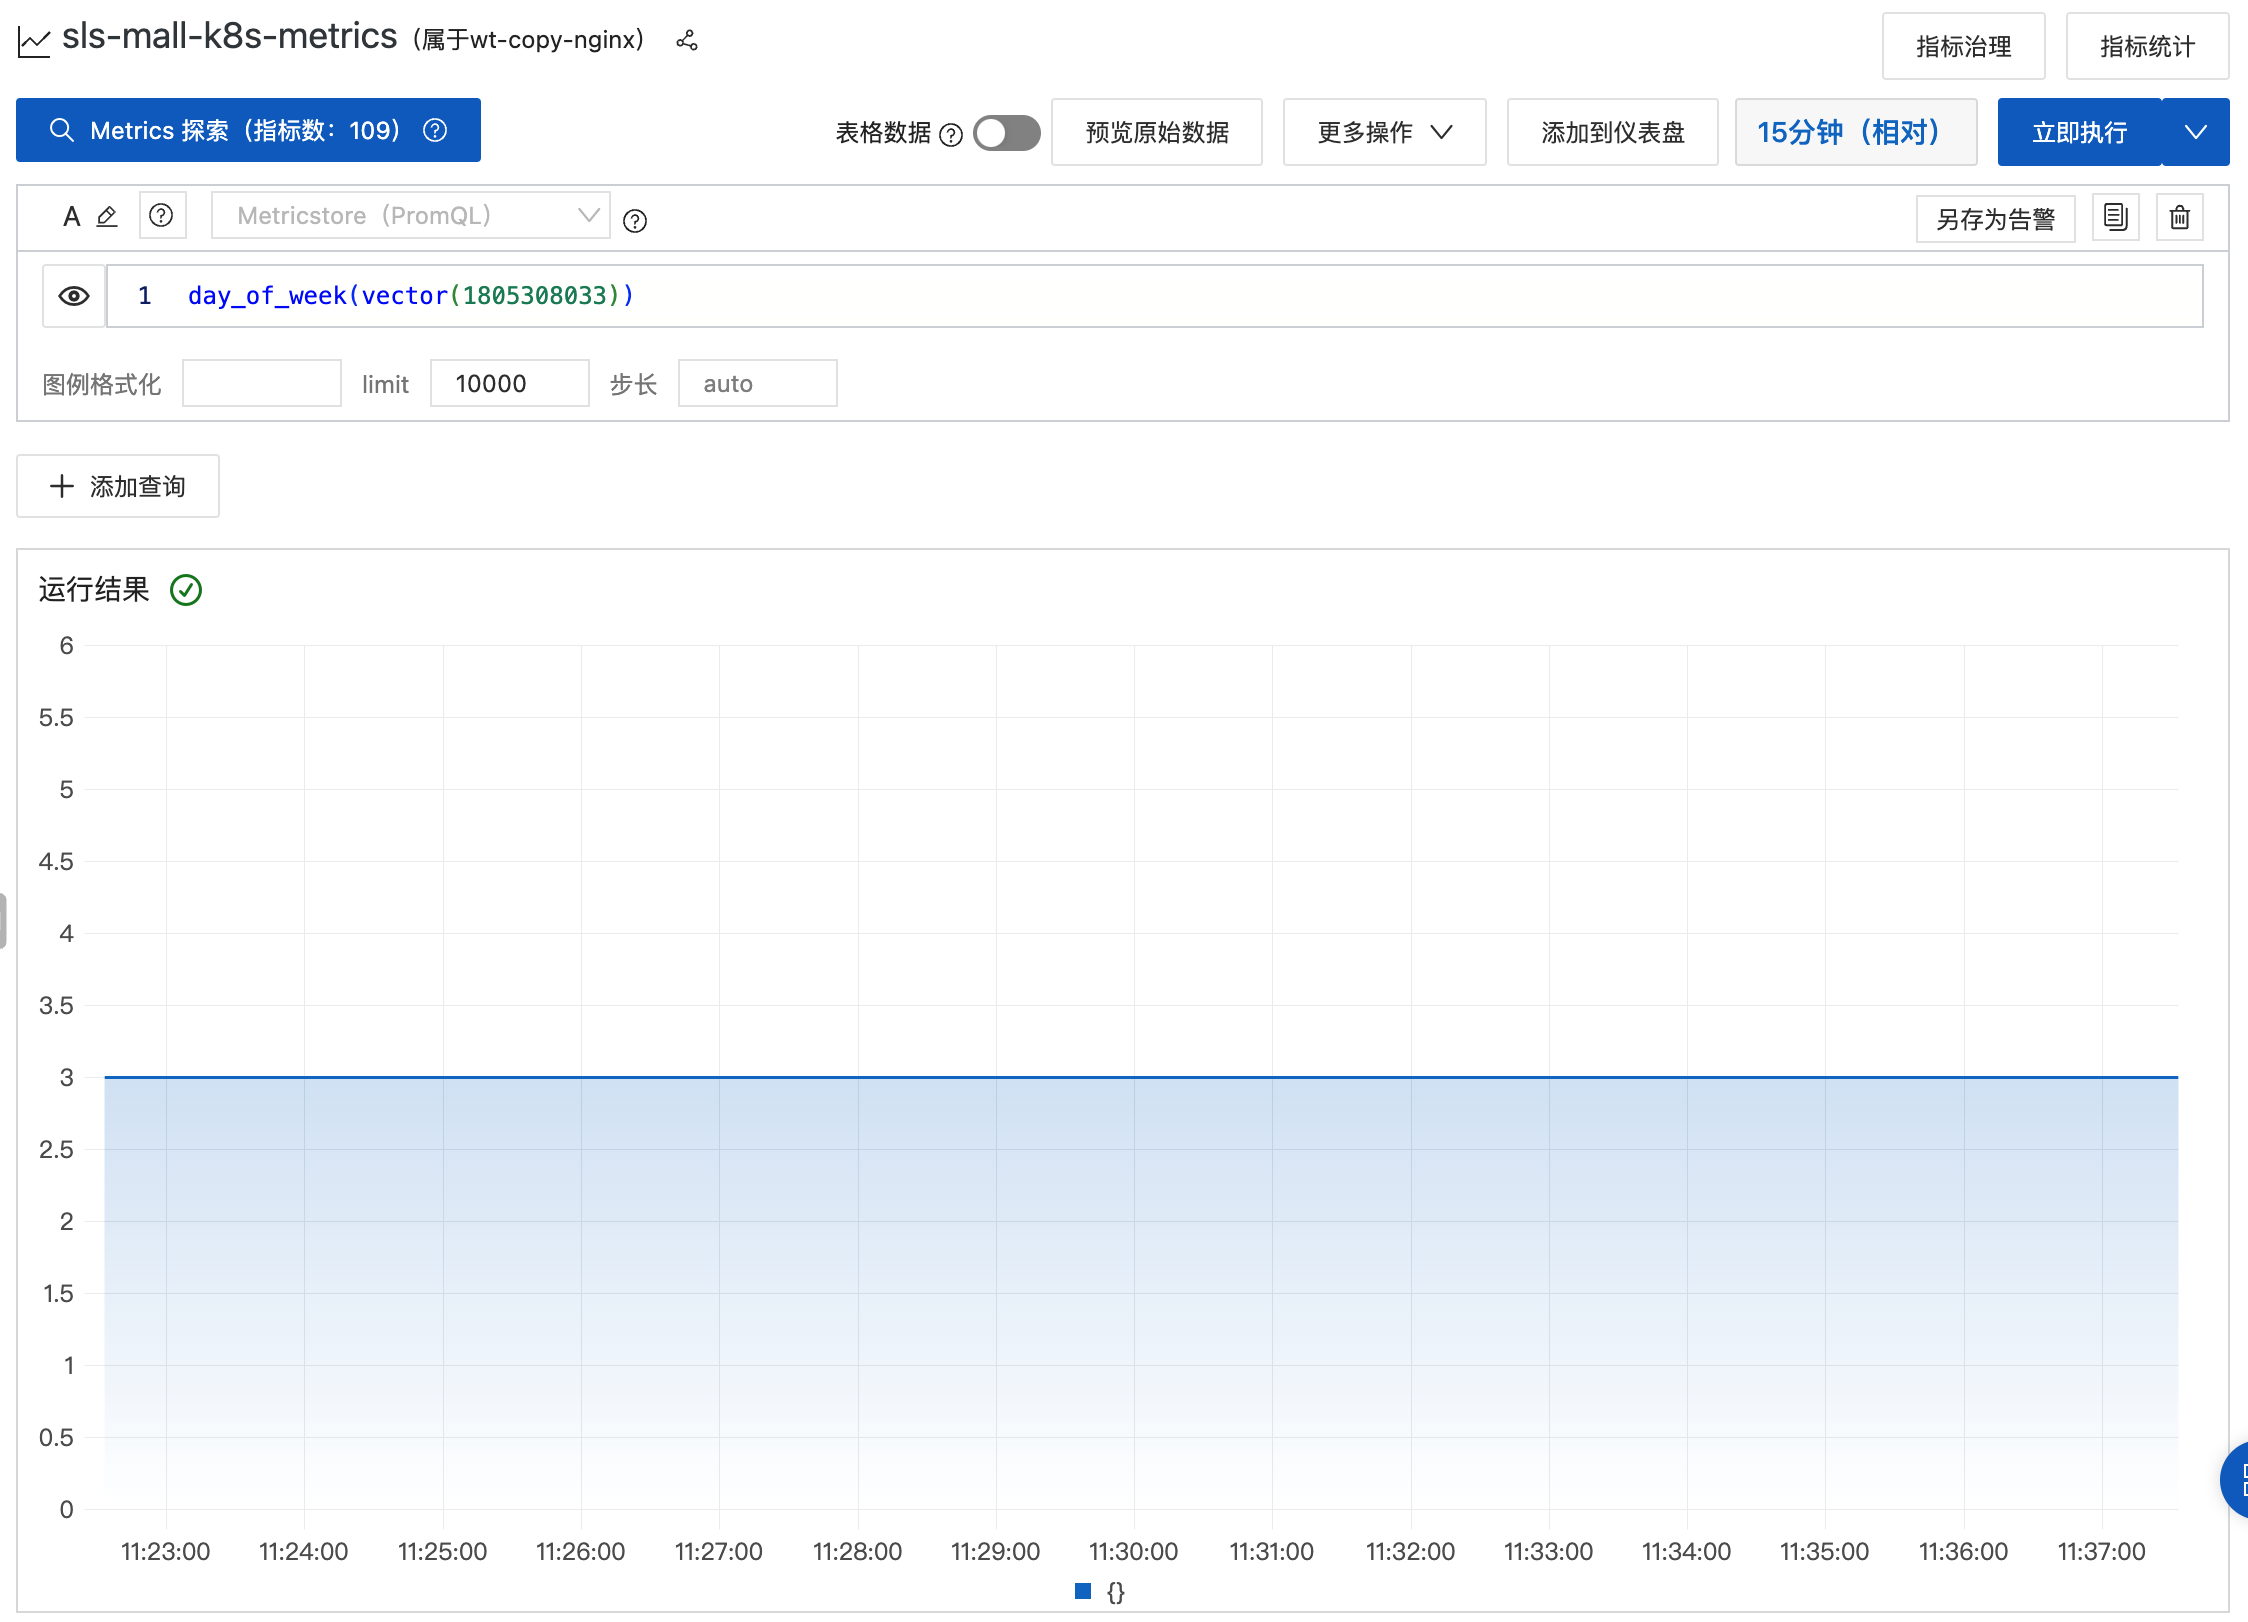 sls-mall-k8s-metrics (属于wt-copy-nginx)
指标治理 指标统计
Metrics 探索（指标数：109） 表格数据 预览原始数据 更多操作 添加到仪表盘 15分钟（相对） 立即执行
A Metricstore（PromQL） 另存为告警
1 day_of_week(vector(1805308033))
图例格式化 limit 10000 步长 auto
添加查询
运行结果
6
5.5
5
4.5
4
3.5
3
2.5
2
1.5
1
0.5
0
11:23:00 11:24:00 11:25:00 11:26:00 11:27:00 11:28:00 11:29:00 11:30:00 11:31:00 11:32:00 11:33:00 11:34:00 11:35:00 11:36:00 11:37:00
{}